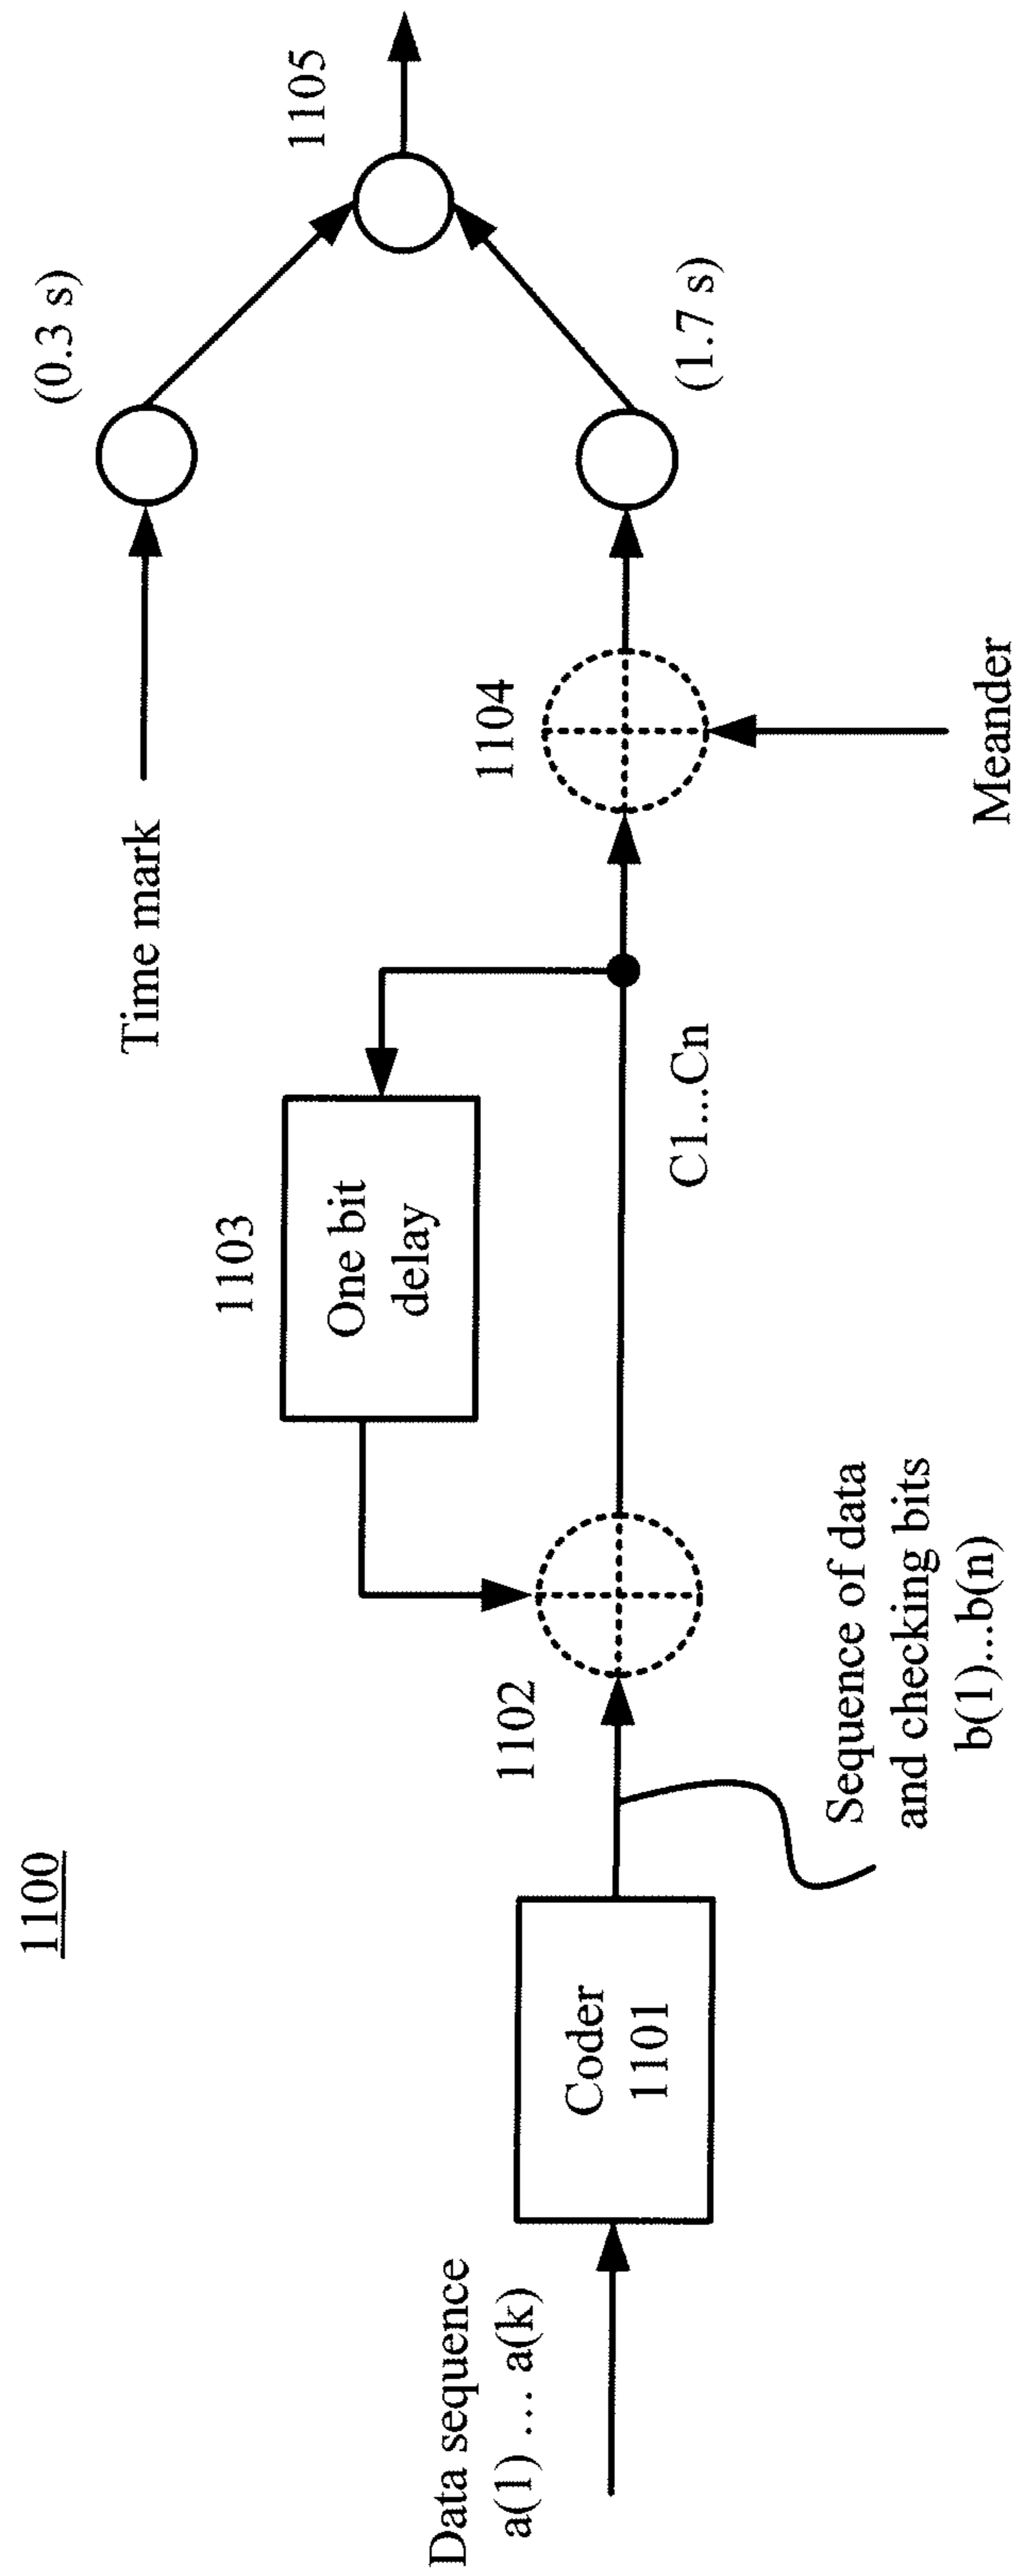 1100
Data sequence
a(1) … a(k)
Coder
1101
Sequence of data
and checking bits
b(1)...b(n)
1102
One bit
delay
1103
C1...Cn
1104
Meander
Time mark
(0.3 s)
(1.7 s)
1105